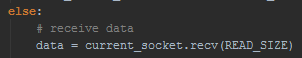 else:
# receive data
data = current_socket.recv(READ_SIZE)